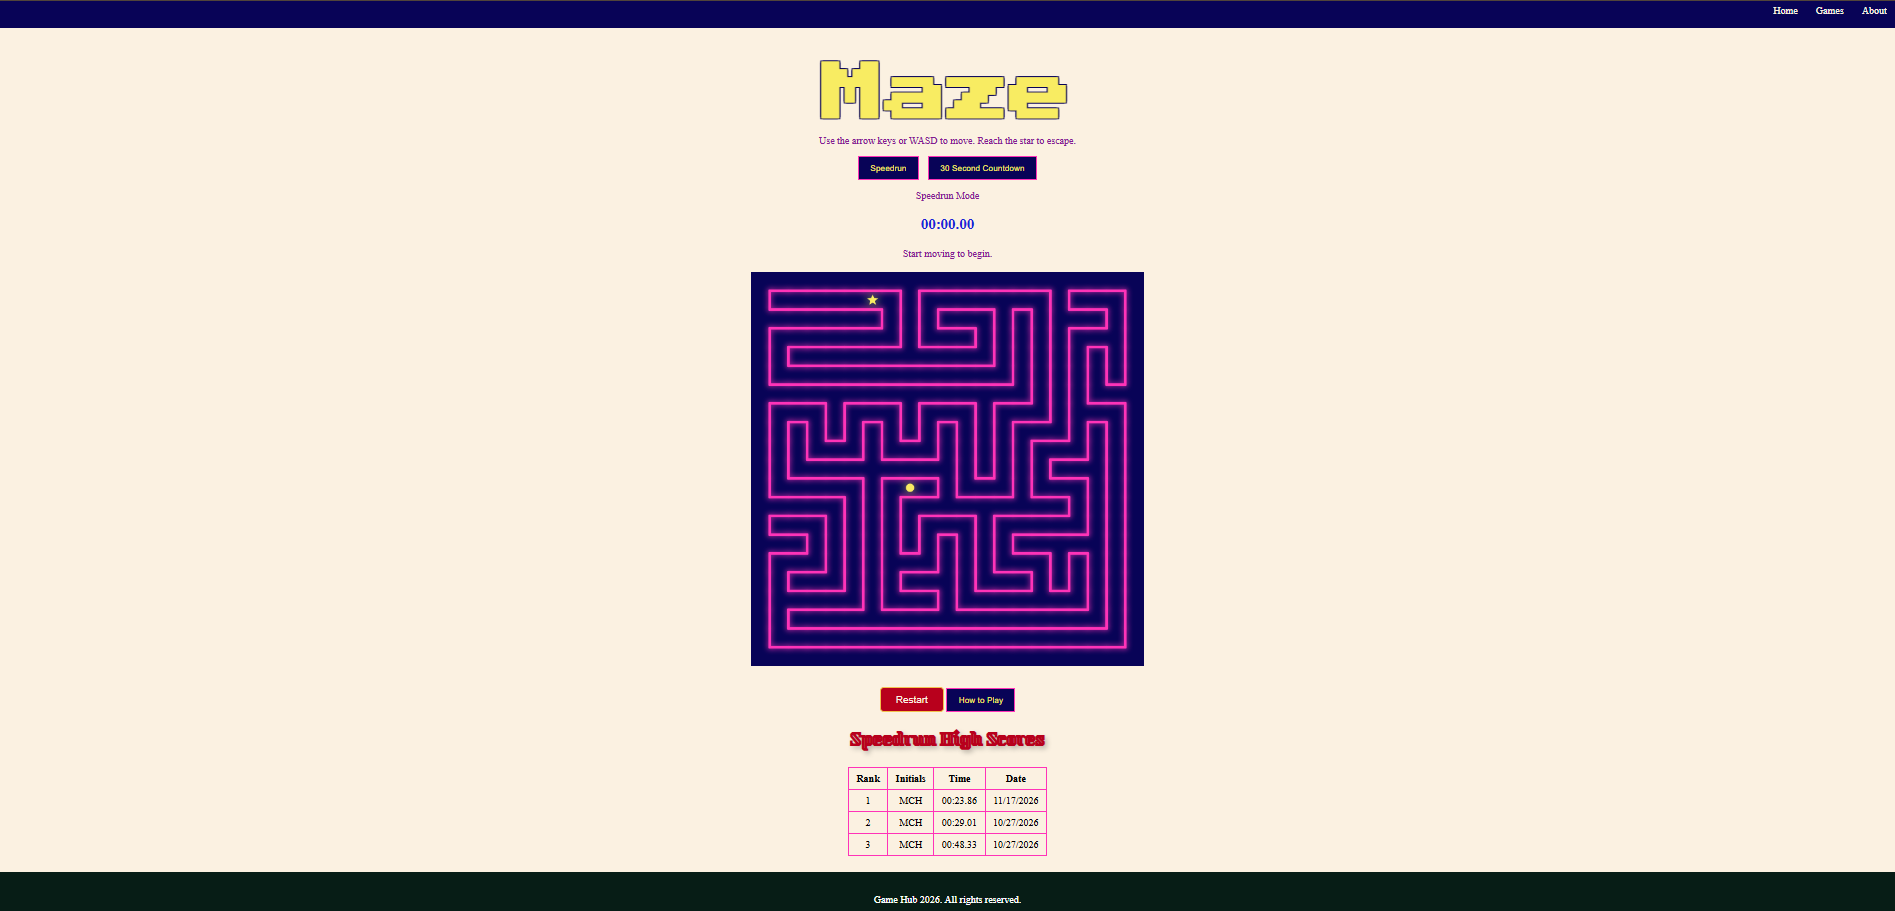 Home Games About
Maze
Use the arrow keys or WASD to move. Reach the star to escape.
Speedrun 30 Second Countdown
Speedrun Mode
00:00.00
Start moving to begin.
Restart How to Play
Speedrun High Scores
Rank Initials Time Date
1 MCH 00:23.86 11/17/2026
2 MCH 00:29.01 10/27/2026
3 MCH 00:48.33 10/27/2026
Game Hub 2026. All rights reserved.